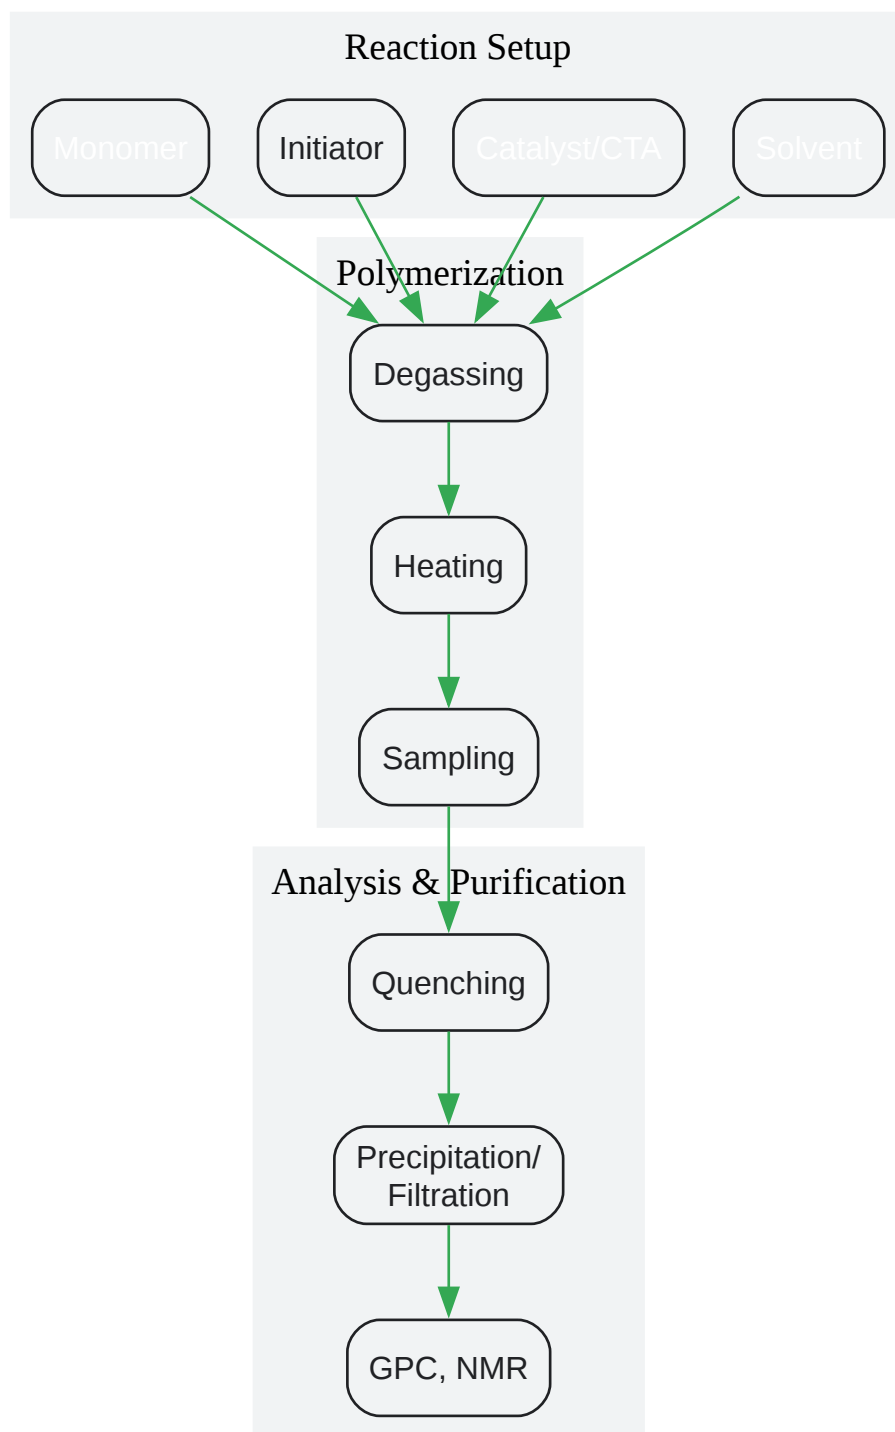 Reaction Setup
Monomer
Initiator
Catalyst/CTA
Solvent
Polymerization
Degassing
Heating
Sampling
Analysis & Purification
Quenching
Precipitation/
Filtration
GPC, NMR